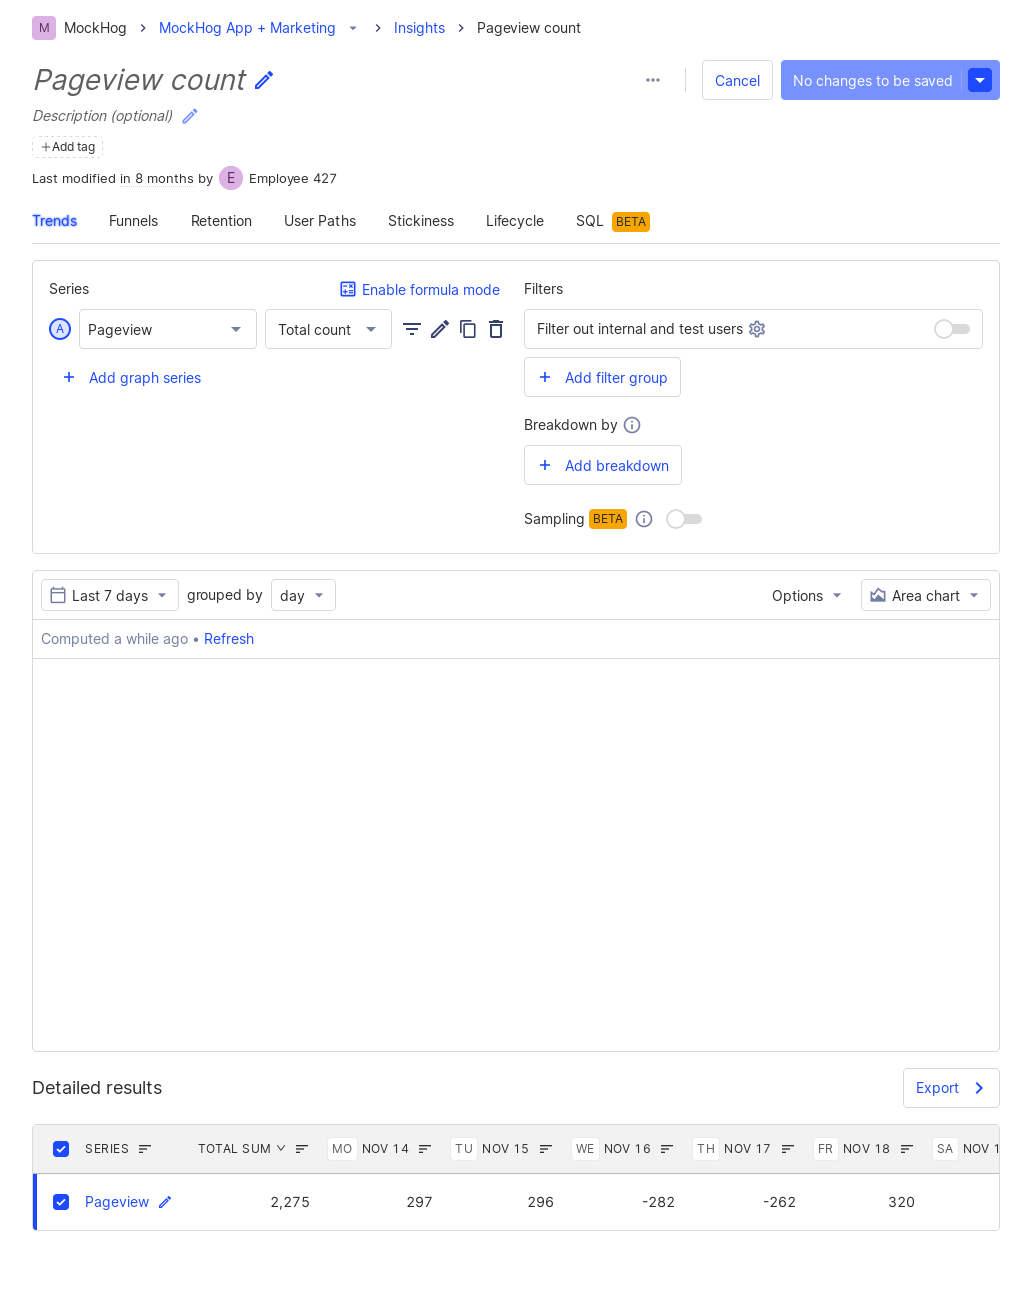 M MockHog MockHog App + Marketing Insights Pageview count
Pageview count
Cancel No changes to be saved
Description (optional)
Add tag
Last modified in 8 months by E Employee 427
Trends Funnels Retention User Paths Stickiness Lifecycle SQL BETA
Series Enable formula mode Filters
A Pageview Total count Filter out internal and test users
Add graph series Add filter group
Breakdown by
Add breakdown
Sampling BETA
Last 7 days grouped by day Options Area chart
Computed a while ago • Refresh
Detailed results Export
SERIES TOTAL SUM MO NOV 14 TU NOV 15 WE NOV 16 TH NOV 17 FR NOV 18 SA NOV 1
Pageview 2,275 297 296 -282 -262 320